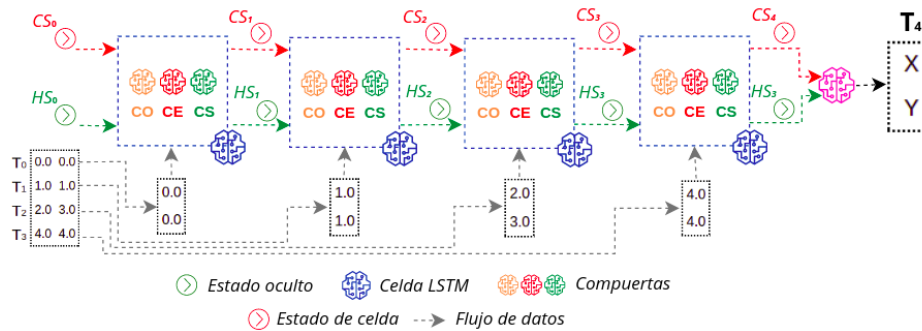 CS₀ CS₁ CS₂ CS₃ CS₄ T₄
HS₀ HS₁ HS₂ HS₃ HS₃
CO CE CS CO CE CS CO CE CS CO CE CS
X
Y
T₀ 0.0 0.0
T₁ 1.0 1.0
T₂ 2.0 3.0
T₃ 4.0 4.0
0.0 1.0 2.0 4.0
0.0 1.0 3.0 4.0
Estado oculto Celda LSTM Compuertas
Estado de celda Flujo de datos